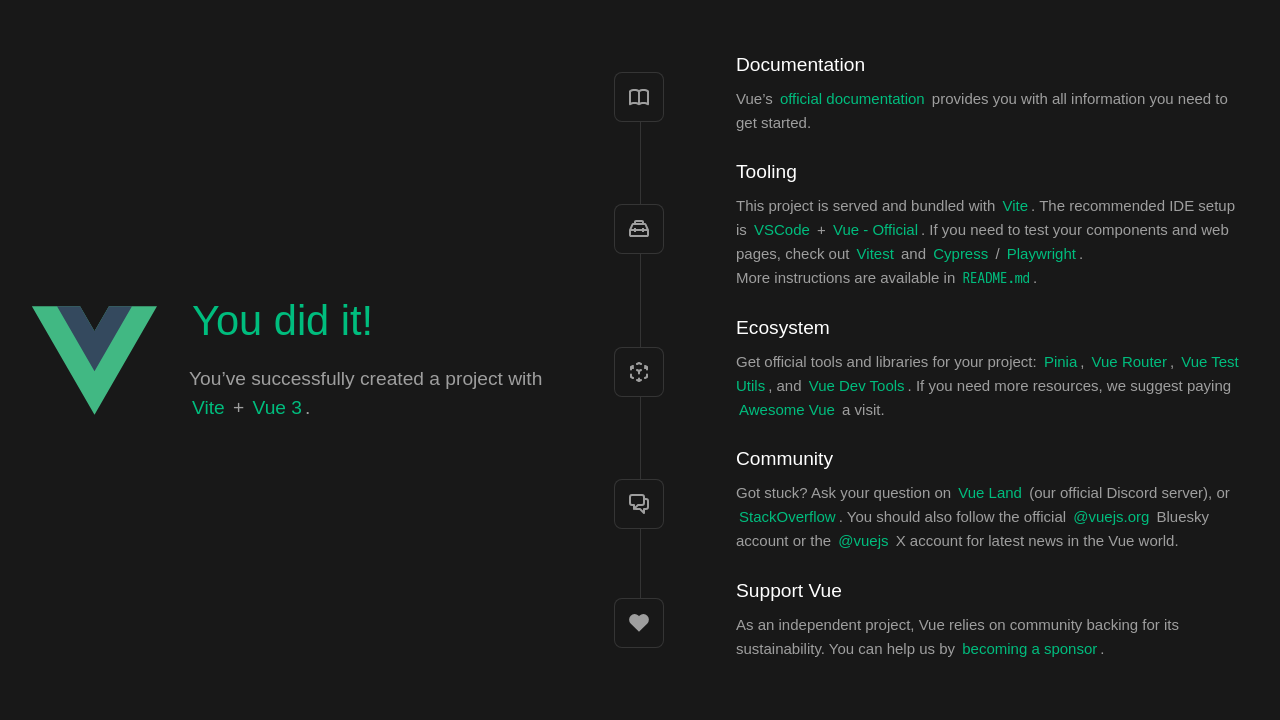 You did it!
You’ve successfully created a project with
Vite + Vue 3.
Documentation
Vue’s official documentation provides you with all information you need to
get started.
Tooling
This project is served and bundled with Vite. The recommended IDE setup
is VSCode + Vue - Official. If you need to test your components and web
pages, check out Vitest and Cypress / Playwright.
More instructions are available in README.md.
Ecosystem
Get official tools and libraries for your project: Pinia, Vue Router, Vue Test
Utils, and Vue Dev Tools. If you need more resources, we suggest paying
Awesome Vue a visit.
Community
Got stuck? Ask your question on Vue Land (our official Discord server), or
StackOverflow. You should also follow the official @vuejs.org Bluesky
account or the @vuejs X account for latest news in the Vue world.
Support Vue
As an independent project, Vue relies on community backing for its
sustainability. You can help us by becoming a sponsor.